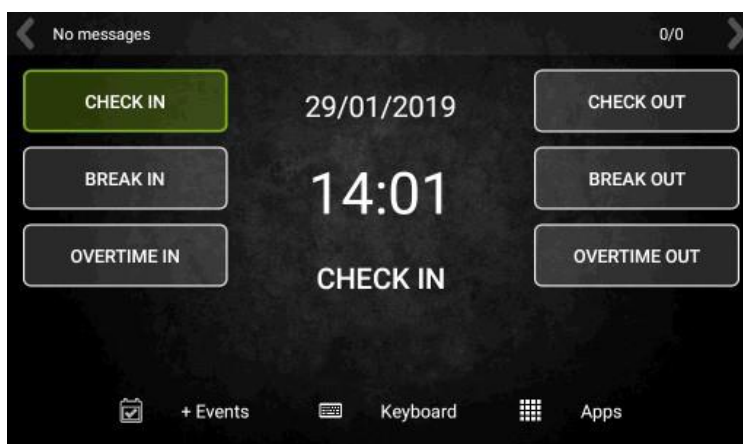 No messages 0/0
CHECK IN 29/01/2019 CHECK OUT
BREAK IN 14:01 BREAK OUT
OVERTIME IN OVERTIME OUT
CHECK IN
+ Events Keyboard Apps